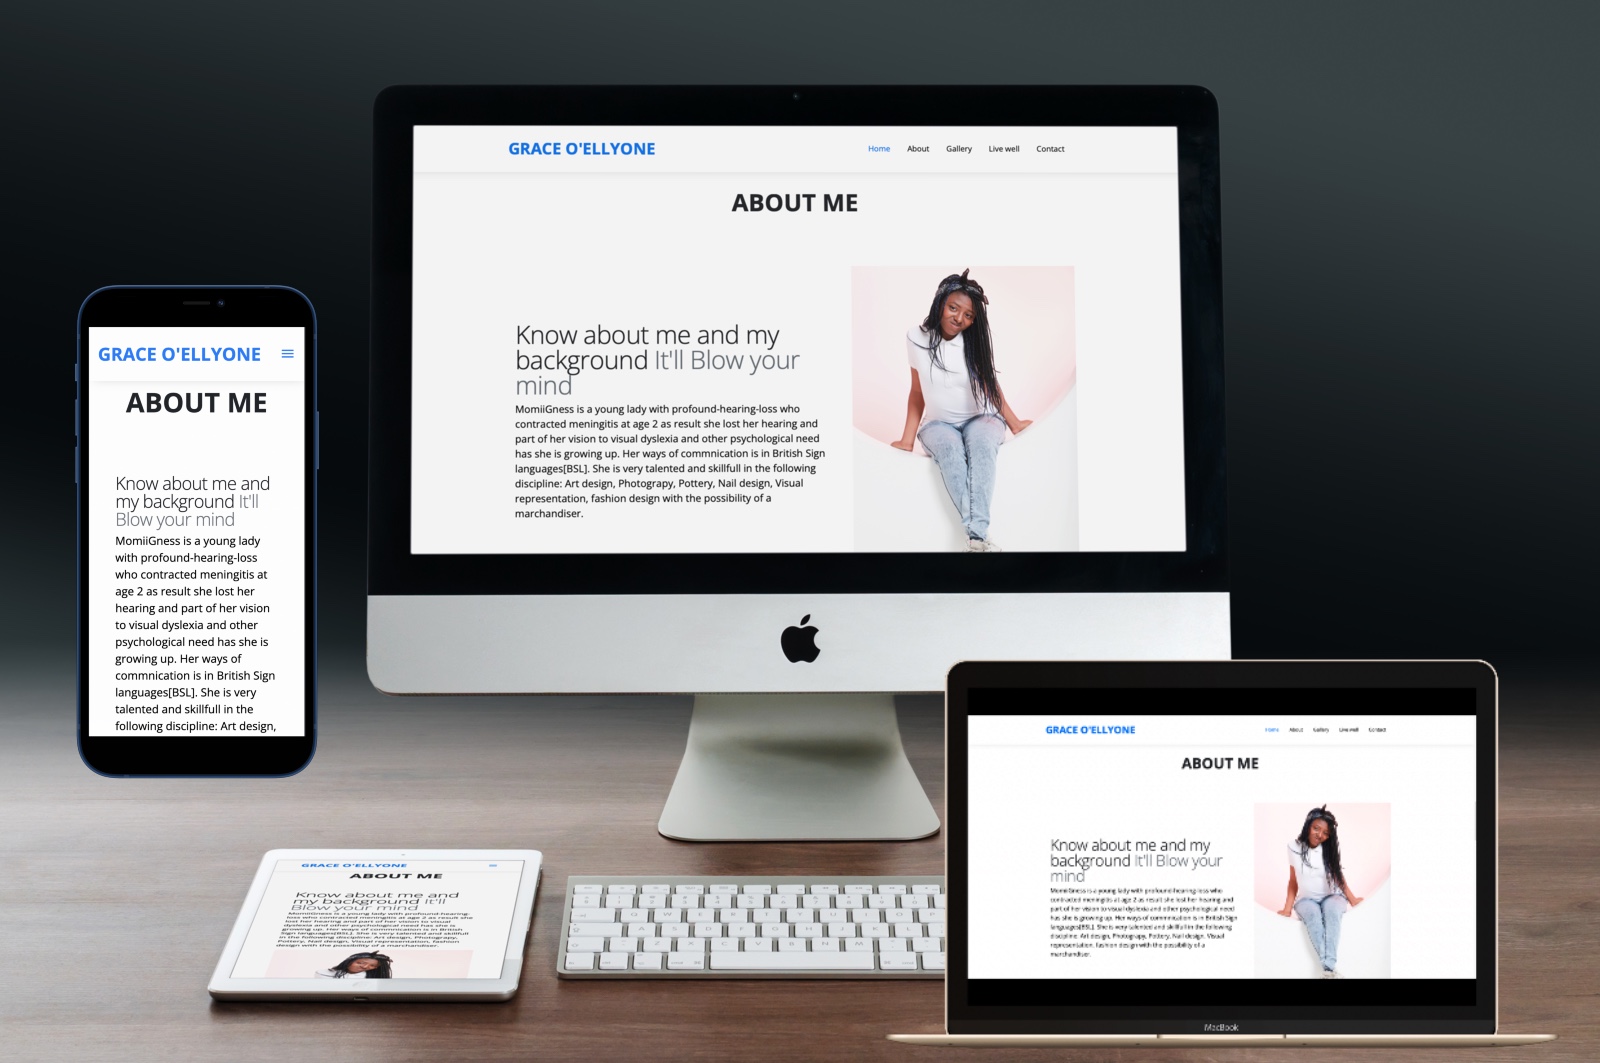 GRACE O'ELLYONE
Home About Gallery Live well Contact
ABOUT ME
Know about me and my
background It'll Blow your
mind
MomiiGness is a young lady with profound-hearing-loss who
contracted meningitis at age 2 as result she lost her hearing and
part of her vision to visual dyslexia and other psychological need
has she is growing up. Her ways of commnication is in British Sign
languages[BSL]. She is very talented and skillfull in the following
discipline: Art design, Photograpy, Pottery, Nail design, Visual
representation, fashion design with the possibility of a
marchandiser.
GRACE O'ELLYONE
ABOUT ME
Know about me and
my background It'll
Blow your mind
MomiiGness is a young lady
with profound-hearing-loss
who contracted meningitis at
age 2 as result she lost her
hearing and part of her vision
to visual dyslexia and other
psychological need has she is
growing up. Her ways of
commnication is in British Sign
languages[BSL]. She is very
talented and skillfull in the
following discipline: Art design,
GRACE O'ELLYONE
ABOUT ME
Know about me and
my background It'll
Blow your mind
MomiiGness is a young lady with profound-hearing-
loss who contracted meningitis at age 2 as result she
lost her hearing and part of her vision to visual
dyslexia and other psychological need has she is
growing up. Her ways of commnication is in British
Sign languages[BSL]. She is very talented and skillfull
in the following discipline: Art design, Photograpy,
Pottery, Nail design, Visual representation, fashion
design with the possibility of a marchandiser.
GRACE O'ELLYONE
Home About Gallery Live well Contact
ABOUT ME
Know about me and my
background It'll Blow your
mind
MomiiGness is a young lady with profound-hearing-loss who
contracted meningitis at age 2 as result she lost her hearing and
part of her vision to visual dyslexia and other psychological need
has she is growing up. Her ways of commnication is in British Sign
languages[BSL]. She is very talented and skillfull in the following
discipline: Art design, Photograpy, Pottery, Nail design, Visual
representation, fashion design with the possibility of a
marchandiser.
MacBook